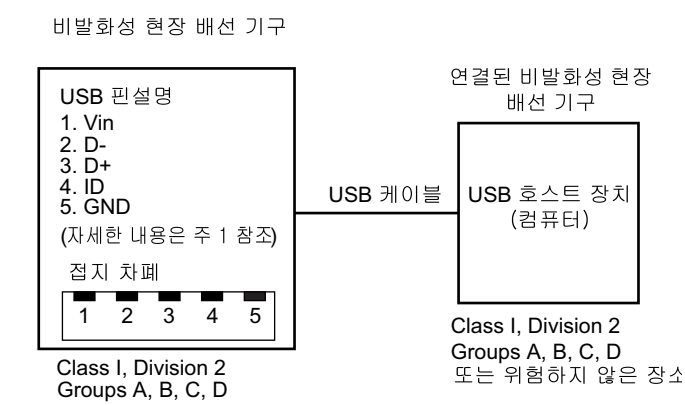 비발화성 현장 배선 기구
USB 핀설명
1. Vin
2. D-
3. D+
4. ID
5. GND
(자세한 내용은 주 1 참조)
접지 차폐
1 2 3 4 5
Class I, Division 2
Groups A, B, C, D
USB 케이블
연결된 비발화성 현장
배선 기구
USB 호스트 장치
(컴퓨터)
Class I, Division 2
Groups A, B, C, D
또는 위험하지 않은 장소